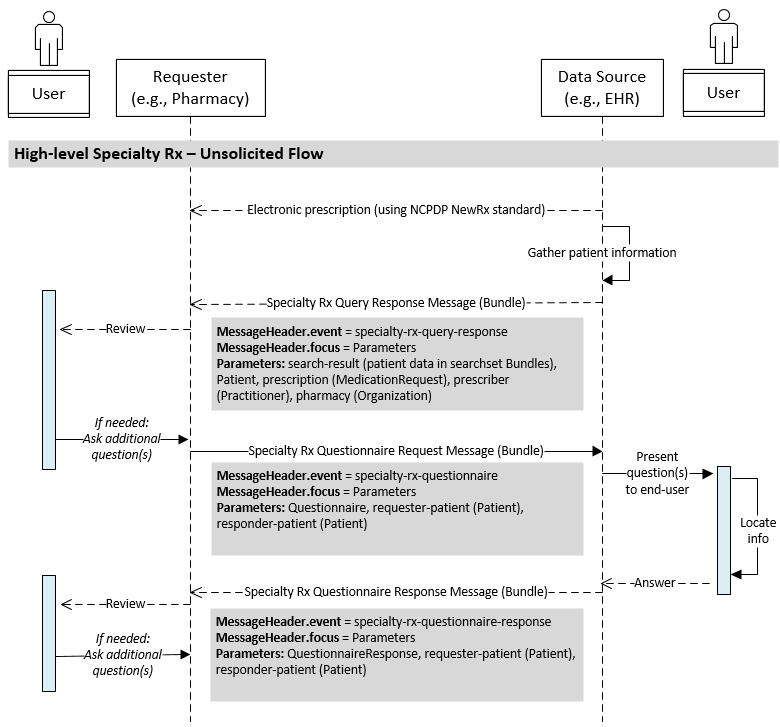 User
Requester
(e.g., Pharmacy)
Data Source
(e.g., EHR)
User
High-level Specialty Rx – Unsolicited Flow
Electronic prescription (using NCPDP NewRx standard)
Gather patient information
Specialty Rx Query Response Message (Bundle)
Review
MessageHeader.event = specialty-rx-query-response
MessageHeader.focus = Parameters
Parameters: search-result (patient data in searchset Bundles),
Patient, prescription (MedicationRequest), prescriber
(Practitioner), pharmacy (Organization)
If needed:
Ask additional
question(s)
Specialty Rx Questionnaire Request Message (Bundle)
Present
question(s)
to end-user
MessageHeader.event = specialty-rx-questionnaire
MessageHeader.focus = Parameters
Parameters: Questionnaire, requester-patient (Patient),
responder-patient (Patient)
Locate
info
Answer
Specialty Rx Questionnaire Response Message (Bundle)
Review
MessageHeader.event = specialty-rx-questionnaire-response
MessageHeader.focus = Parameters
Parameters: QuestionnaireResponse, requester-patient (Patient),
responder-patient (Patient)
If needed:
Ask additional
question(s)